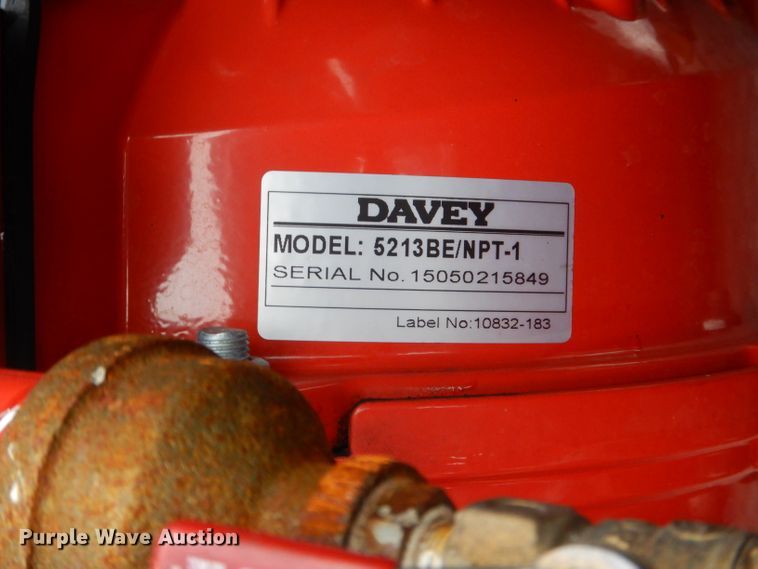 DAVEY
MODEL: 5213BE/NPT-1
SERIAL No. 15050215849
Label No:10832-183
Purple Wave Auction